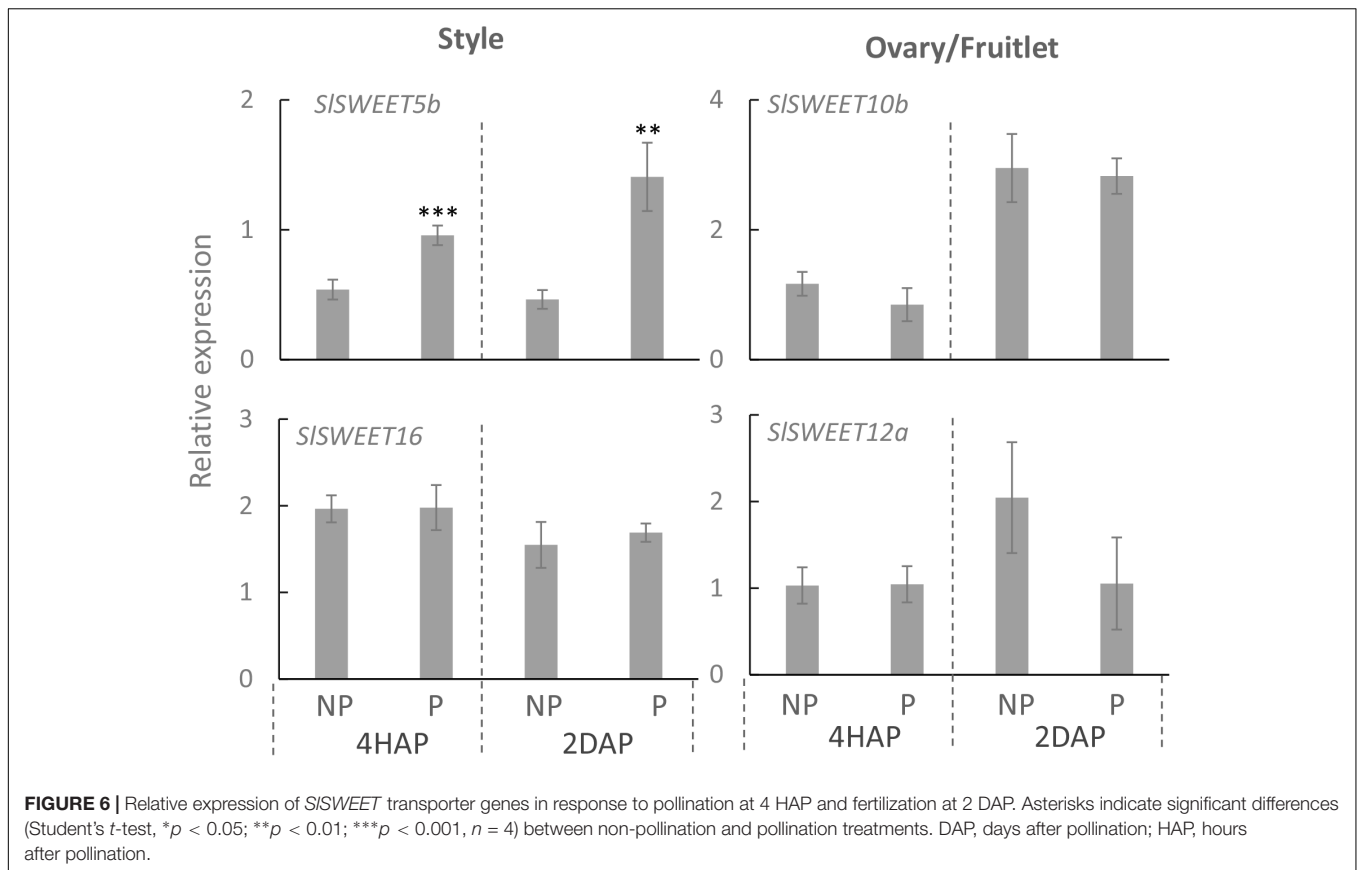 Style
Ovary/Fruitlet
Relative expression
SlSWEET5b
2
1
0
***
**
SlSWEET10b
4
2
0
SlSWEET16
3
2
1
0
SlSWEET12a
3
2
1
0
NP P NP P
4HAP 2DAP
NP P NP P
4HAP 2DAP
FIGURE 6 | Relative expression of SlSWEET transporter genes in response to pollination at 4 HAP and fertilization at 2 DAP. Asterisks indicate significant differences
(Student's t-test, *p < 0.05; **p < 0.01; ***p < 0.001, n = 4) between non-pollination and pollination treatments. DAP, days after pollination; HAP, hours
after pollination.